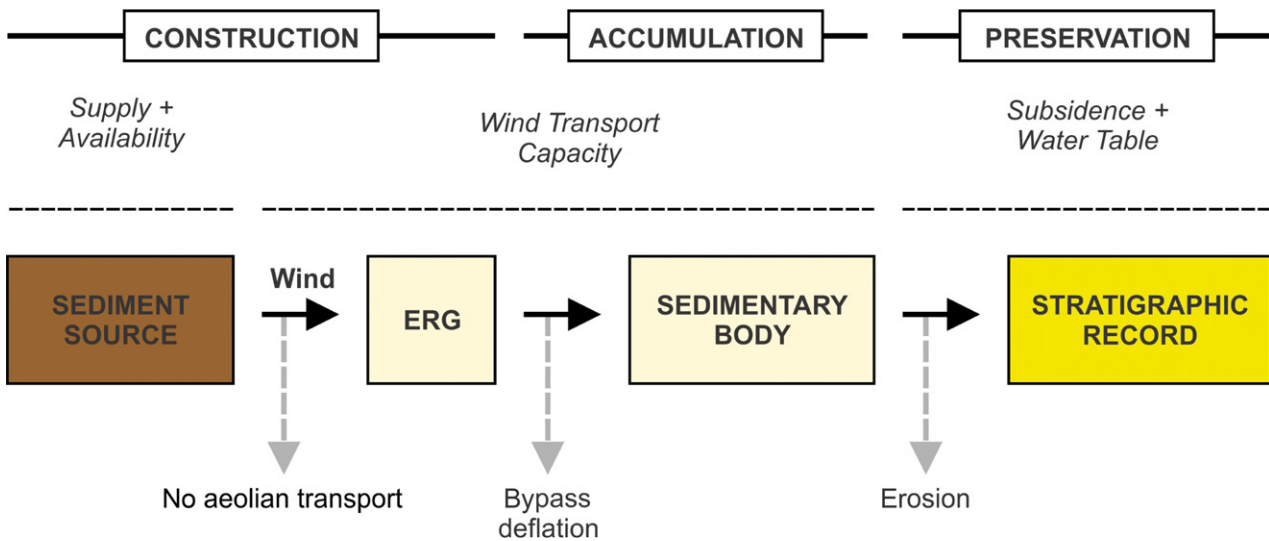 CONSTRUCTION
ACCUMULATION
PRESERVATION
Supply +
Availability
Wind Transport
Capacity
Subsidence +
Water Table
SEDIMENT
SOURCE
Wind
ERG
SEDIMENTARY
BODY
STRATIGRAPHIC
RECORD
No aeolian transport
Bypass
deflation
Erosion